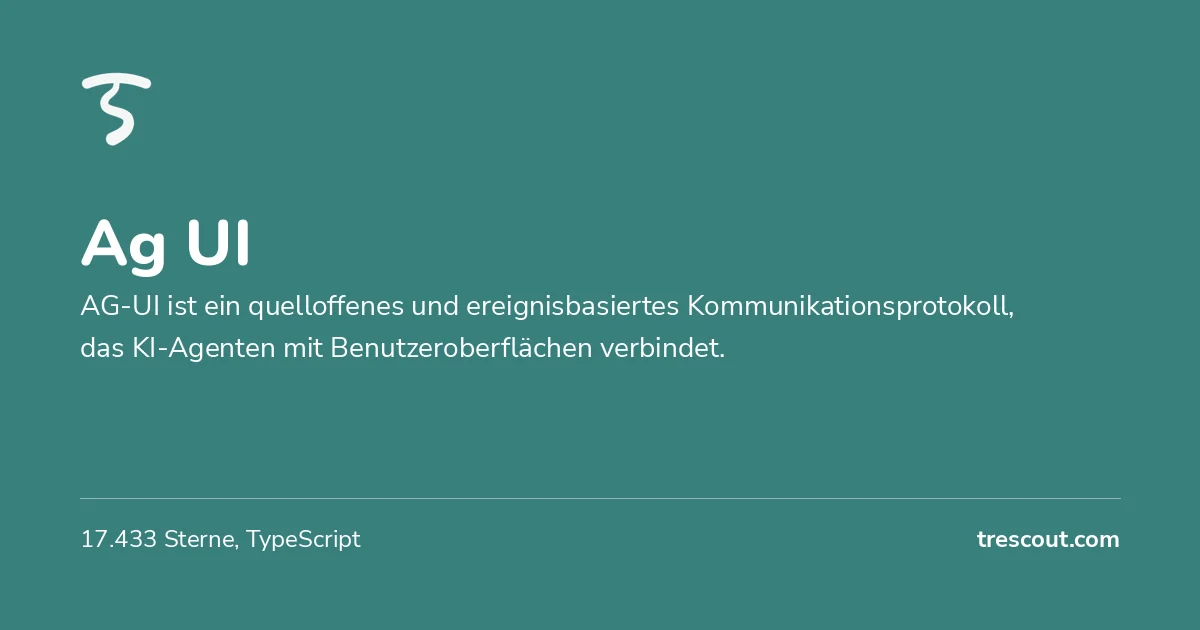 Ag UI
AG-UI ist ein quelloffenes und ereignisbasiertes Kommunikationsprotokoll,
das KI-Agenten mit Benutzeroberflächen verbindet.
17.433 Sterne, TypeScript
trescout.com